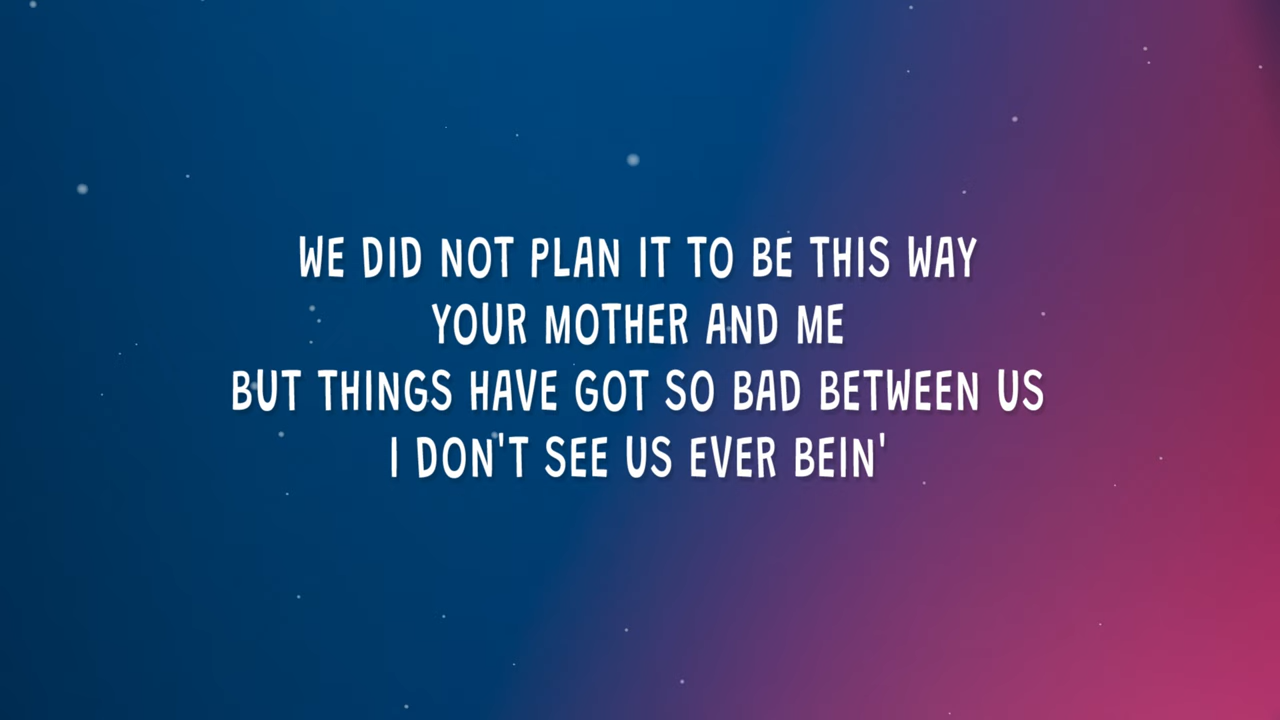 WE DID NOT PLAN IT TO BE THIS WAY
YOUR MOTHER AND ME
BUT THINGS HAVE GOT SO BAD BETWEEN US
I DON'T SEE US EVER BEIN'